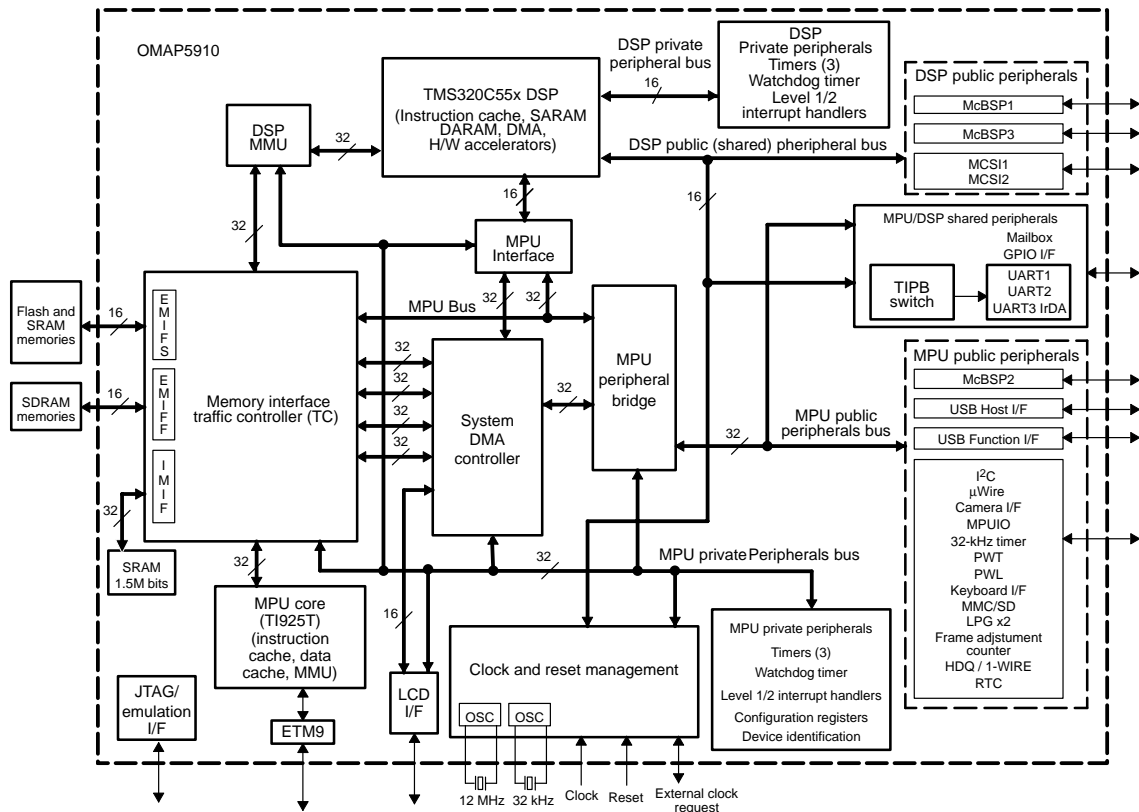 OMAP5910
DSP private
peripheral bus
16
DSP
Private peripherals
Timers (3)
Watchdog timer
Level 1/2
interrupt handlers
DSP public peripherals
McBSP1
McBSP3
MCSI1
MCSI2
TMS320C55x DSP
(Instruction cache, SARAM
DARAM, DMA,
H/W accelerators)
DSP
MMU
32
DSP public (shared) pheripheral bus
16
16
32
MPU
Interface
MPU/DSP shared peripherals
Mailbox
GPIO I/F
TIPB
switch
UART1
UART2
UART3 IrDA
32
32
MPU Bus
Flash and
SRAM
memories
16
E
M
I
F
S
SDRAM
memories
16
E
M
I
F
F
I
M
I
F
Memory interface
traffic controller (TC)
32
32
32
32
System
DMA
controller
32
MPU
peripheral
bridge
32
MPU public
peripherals bus
MPU public peripherals
McBSP2
USB Host I/F
USB Function I/F
I2C
μWire
Camera I/F
MPUIO
32-kHz timer
PWT
PWL
Keyboard I/F
MMC/SD
LPG x2
Frame adjstument
counter
HDQ / 1-WIRE
RTC
32
SRAM
1.5M bits
32
32
MPU private Peripherals bus
MPU core
(TI925T)
(instruction
cache, data
cache, MMU)
16
LCD
I/F
Clock and reset management
OSC
OSC
MPU private peripherals
Timers (3)
Watchdog timer
Level 1/2 interrupt handlers
Configuration registers
Device identification
JTAG/
emulation
I/F
ETM9
12 MHz
32 kHz
Clock
Reset
External clock
request